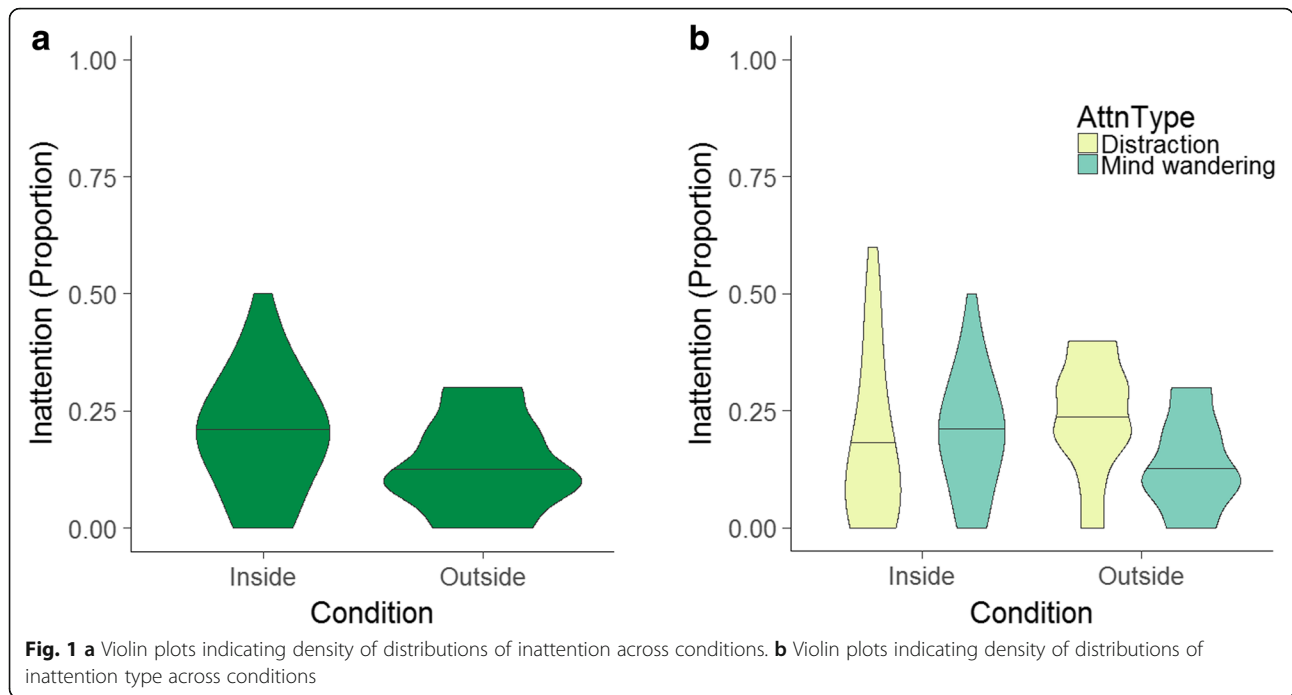 a
1.00
0.75
0.50
0.25
0.00
Inattention (Proportion)
Inside Outside
Condition
b
1.00
0.75
0.50
0.25
0.00
Inattention (Proportion)
AttnType
Distraction
Mind wandering
Inside Outside
Condition
Fig. 1 a Violin plots indicating density of distributions of inattention across conditions. b Violin plots indicating density of distributions of
inattention type across conditions